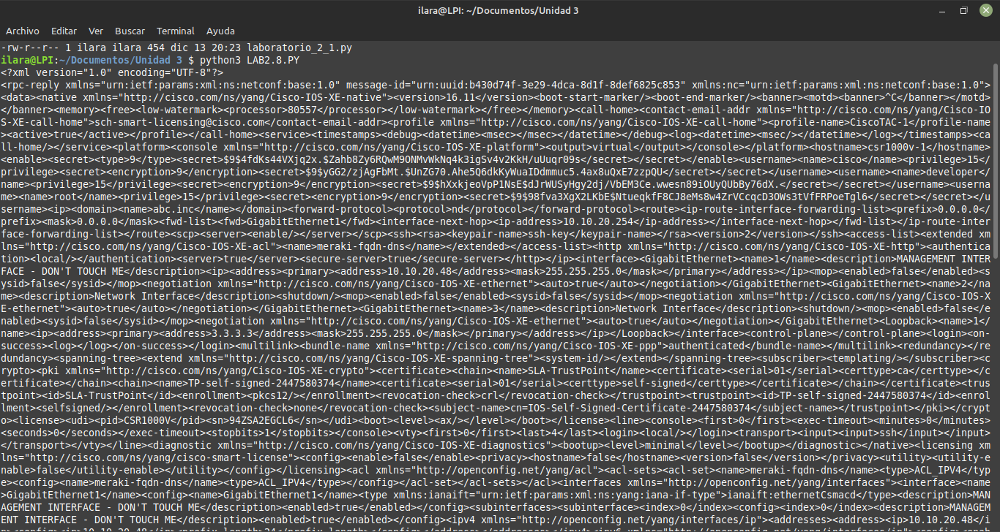 ilara@LPI: ~/Documentos/Unidad 3
Archivo Editar Ver Buscar Terminal Ayuda
-rw-r--r-- 1 ilara ilara 454 dic 13 20:23 laboratorio_2_1.py
ilara@LPI:~/Documentos/Unidad 3 $ python3 LAB2.8.PY
<?xml version="1.0" encoding="UTF-8"?>
<rpc-reply xmlns="urn:ietf:params:xml:ns:netconf:base:1.0" message-id="urn:uuid:b430d74f-3e29-4dca-8d1f-8def6825c853" xmlns:nc="urn:ietf:params:xml:ns:netconf:base:1.0">
<data><native xmlns="http://cisco.com/ns/yang/Cisco-IOS-XE-native"><version>16.11</version><boot-start-marker/><boot-end-marker/><banner><motd><banner>^C</banner></motd>
</banner><memory><free><low-watermark><processor>80557</processor></low-watermark></free></memory><call-home><contact-email-addr xmlns="http://cisco.com/ns/yang/Cisco-IO
S-XE-call-home">sch-smart-licensing@cisco.com</contact-email-addr><profile xmlns="http://cisco.com/ns/yang/Cisco-IOS-XE-call-home"><profile-name>CiscoTAC-1</profile-name
><active>true</active></profile></call-home><service><timestamps><debug><datetime><msec></msec></datetime></debug><log><datetime><msec/></datetime></log></timestamps><ca
ll-home/></service><platform><console xmlns="http://cisco.com/ns/yang/Cisco-IOS-XE-platform"><output>virtual</output></console></platform><hostname>csr1000v-1</hostname>
<enable><secret><type>9</type><secret>$9$4fdKs44VXjq2x.$Zahb8Zy6RQwM9ONMvWkNq4k3igSv4v2KkH/uUuqr09s</secret></secret></enable><username><name>cisco</name><privilege>15</
privilege><secret><encryption>9</encryption><secret>$9$yGG2/zjAgFbMt.$UnZG70.Ahe5Q6dkKyWuaIDdmmuc5.4ax8uQxE7zzpQU</secret></secret></username><username><name>developer</
name><privilege>15</privilege><secret><encryption>9</encryption><secret>$9$hXxkjeoVpP1NsE$dJrWUSyHgy2dj/VbEM3Ce.wwesn89iOUyQUbBy76dX.</secret></secret></username><userna
me><name>root</name><privilege>15</privilege><secret><encryption>9</encryption><secret>$9$98fva3XgX2LKbE$NtueqkfF8CJ8eMs8w4ZrVCcqcD3OWs3tVfFRPoeTgl6</secret></secret></u
sername><ip><domain><name>abc.inc</name></domain><forward-protocol><protocol>nd</protocol></forward-protocol><route><ip-route-interface-forwarding-list><prefix>0.0.0.0</
prefix><mask>0.0.0.0</mask><fwd-list><fwd>GigabitEthernet1</fwd><interface-next-hop><ip-address>10.10.20.254</ip-address></interface-next-hop></fwd-list></ip-route-inter
face-forwarding-list></route><scp><server><enable/></server></scp><ssh><rsa><keypair-name>ssh-key</keypair-name></rsa><version>2</version></ssh><access-list><extended xm
lns="http://cisco.com/ns/yang/Cisco-IOS-XE-acl"><name>meraki-fqdn-dns</name></extended></access-list><http xmlns="http://cisco.com/ns/yang/Cisco-IOS-XE-http"><authentica
tion><local/></authentication><server>true</server><secure-server>true</secure-server></http></ip><interface><GigabitEthernet><name>1</name><description>MANAGEMENT INTER
FACE - DON'T TOUCH ME</description><ip><address><primary><address>10.10.20.48</address><mask>255.255.255.0</mask></primary></address></ip><mop><enabled>false</enabled><s
ysid>false</sysid></mop><negotiation xmlns="http://cisco.com/ns/yang/Cisco-IOS-XE-ethernet"><auto>true</auto></negotiation></GigabitEthernet><GigabitEthernet><name>2</na
me><description>Network Interface</description><shutdown/><mop><enabled>false</enabled><sysid>false</sysid></mop><negotiation xmlns="http://cisco.com/ns/yang/Cisco-IOS-X
E-ethernet"><auto>true</auto></negotiation></GigabitEthernet><GigabitEthernet><name>3</name><description>Network Interface</description><shutdown/><mop><enabled>false</e
nabled><sysid>false</sysid></mop><negotiation xmlns="http://cisco.com/ns/yang/Cisco-IOS-XE-ethernet"><auto>true</auto></negotiation></GigabitEthernet><Loopback><name>1</
name><ip><address><primary><address>3.3.3.3</address><mask>255.255.255.0</mask></primary></address></ip></Loopback></interface><control-plane></control-plane><login><on-
success><log></log></on-success></login><multilink><bundle-name xmlns="http://cisco.com/ns/yang/Cisco-IOS-XE-ppp">authenticated</bundle-name></multilink><redundancy></re
dundancy><spanning-tree><extend xmlns="http://cisco.com/ns/yang/Cisco-IOS-XE-spanning-tree"><system-id/></extend></spanning-tree><subscriber><templating/></subscriber><c
rypto><pki xmlns="http://cisco.com/ns/yang/Cisco-IOS-XE-crypto"><certificate><chain><name>SLA-TrustPoint</name><certificate><serial>01</serial><certtype>ca</certtype></c
ertificate></chain><chain><name>TP-self-signed-2447580374</name><certificate><serial>01</serial><certtype>self-signed</certtype></certificate></chain></certificate><trus
tpoint><id>SLA-TrustPoint</id><enrollment><pkcs12/></enrollment><revocation-check>crl</revocation-check></trustpoint><trustpoint><id>TP-self-signed-2447580374</id><enrol
lment><selfsigned/></enrollment><revocation-check>none</revocation-check><subject-name>cn=IOS-Self-Signed-Certificate-2447580374</subject-name></trustpoint></pki></crypt
o><license><udi><pid>CSR1000V</pid><sn>94ZSA2EGCL6</sn></udi><boot><level><ax/></level></boot></license><line><console><first>0</first><exec-timeout><minutes>0</minutes>
<seconds>0</seconds></exec-timeout><stopbits>1</stopbits></console><vty><first>0</first><last>4</last><login><local/></login><transport><input><input>ssh</input></input>
</transport></vty></line><diagnostic xmlns="http://cisco.com/ns/yang/Cisco-IOS-XE-diagnostics"><bootup><level>minimal</level></bootup></diagnostic></native><licensing xm
lns="http://cisco.com/ns/yang/cisco-smart-license"><config><enable>false</enable><privacy><hostname>false</hostname><version>false</version></privacy><utility><utility-e
nable>false</utility-enable></utility></config></licensing><acl xmlns="http://openconfig.net/yang/acl"><acl-sets><acl-set><name>meraki-fqdn-dns</name><type>ACL_IPV4</typ
e><config><name>meraki-fqdn-dns</name><type>ACL_IPV4</type></config></acl-set></acl-sets></acl><interfaces xmlns="http://openconfig.net/yang/interfaces"><interface><name
>GigabitEthernet1</name><config><name>GigabitEthernet1</name><type xmlns:ianaift="urn:ietf:params:xml:ns:yang:iana-if-type">ianaift:ethernetCsmacd</type><description>MAN
AGEMENT INTERFACE - DON'T TOUCH ME</description><enabled>true</enabled></config><subinterfaces><subinterface><index>0</index><config><index>0</index><description>MANAGEM
ENT INTERFACE - DON'T TOUCH ME</description><enabled>true</enabled></config><ipv4 xmlns="http://openconfig.net/yang/interfaces/ip"><addresses><address><ip>10.10.20.48</i